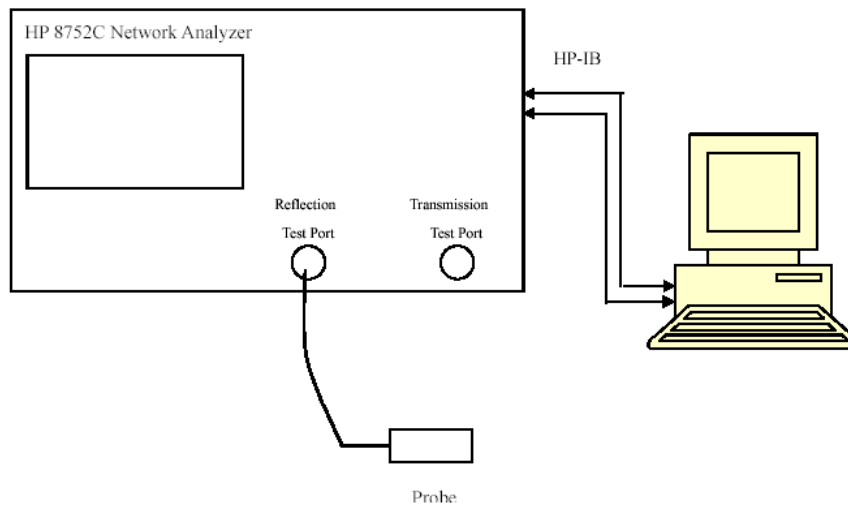 HP 8752C Network Analyzer
HP-IB
Reflection
Test Port
Transmission
Test Port
Probe